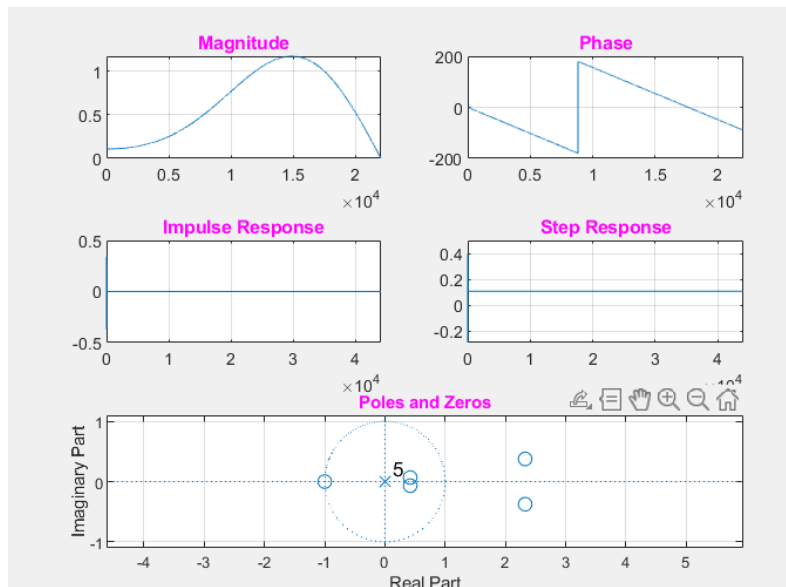 Magnitude
1
0.5
0
0 0.5 1 1.5 2
×10^4
Phase
200
0
-200
0 0.5 1 1.5 2
×10^4
Impulse Response
0.5
0
-0.5
0 1 2 3 4
×10^4
Step Response
0.4
0.2
0
-0.2
0 1 2 3 4
×10^4
Poles and Zeros
Imaginary Part
1
0
-1
5
-4 -3 -2 -1 0 1 2 3 4 5
Real Part